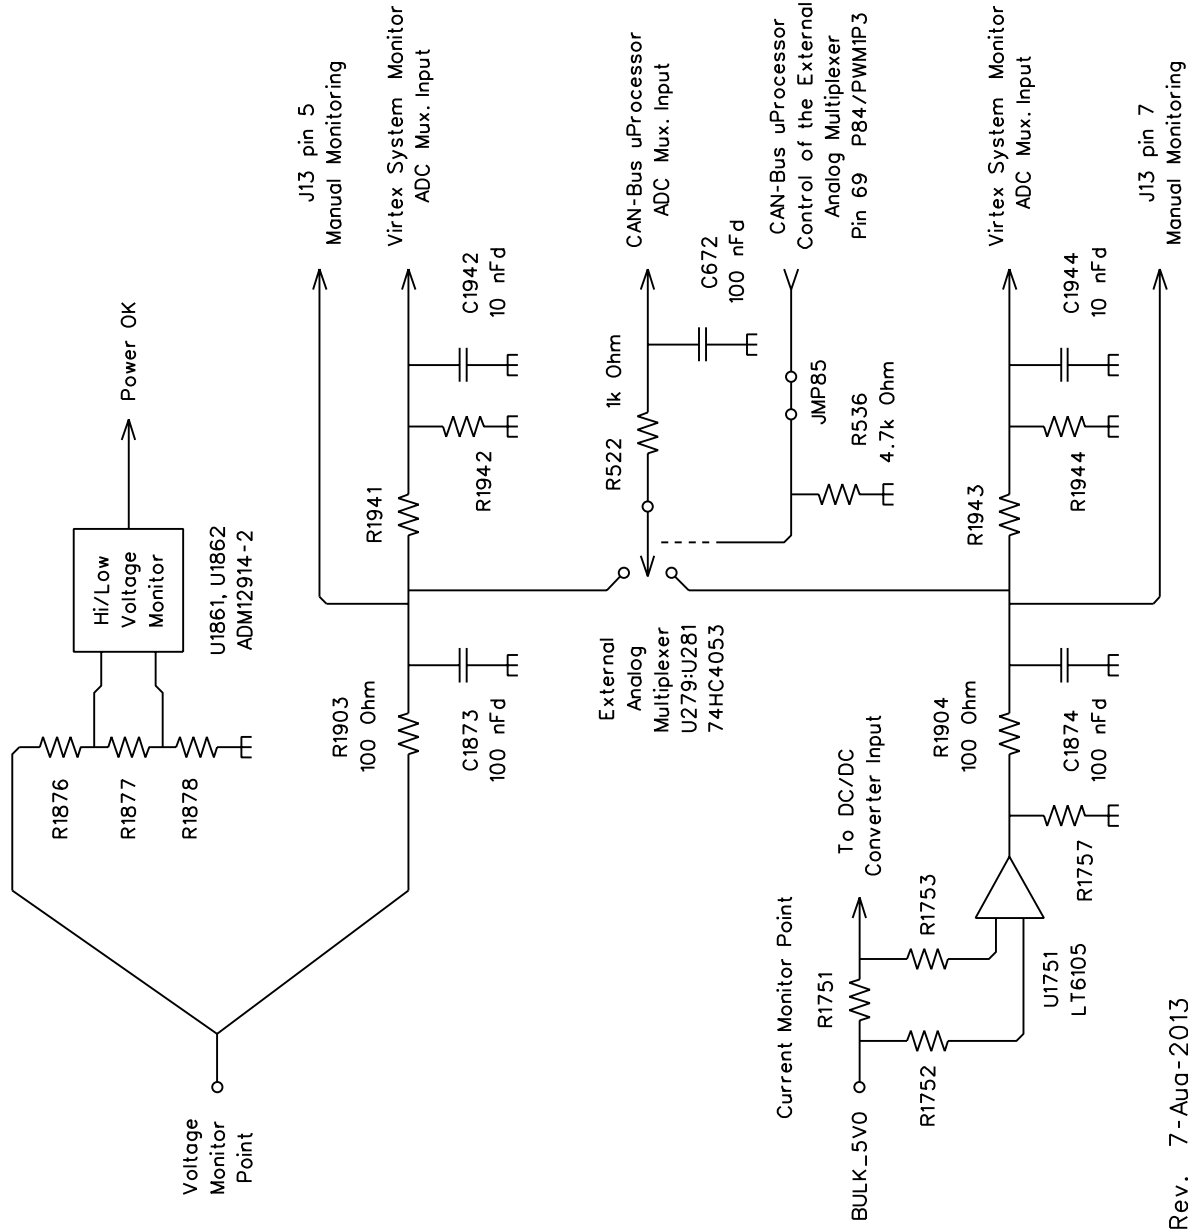 Voltage
Monitor
Point
R1876
R1877
R1878
Hi/Low
Voltage
Monitor
U1861, U1862
ADM12914-2
Power OK
R1903
100 Ohm
C1873
100 nFd
R1941
R1942
C1942
10 nFd
J13 pin 5
Manual Monitoring
Virtex System Monitor
ADC Mux. Input
External
Analog
Multiplexer
U279:U281
74HC4053
R522 1k Ohm
C672
100 nFd
CAN-Bus uProcessor
ADC Mux. Input
JMP85
R536
4.7k Ohm
CAN-Bus uProcessor
Control of the External
Analog Multiplexer
Pin 69 P84/PWM1P3
Current Monitor Point
BULK_5V0
R1751
To DC/DC
Converter Input
R1752
R1753
U1751
LT6105
R1757
R1904
100 Ohm
C1874
100 nFd
R1943
R1944
C1944
10 nFd
Virtex System Monitor
ADC Mux. Input
J13 pin 7
Manual Monitoring
Rev. 7-Aug-2013